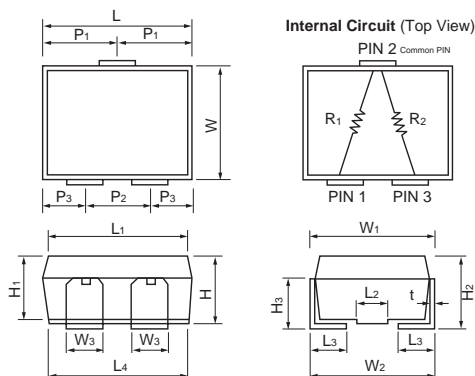 L
P1 P1
W
P3 P2 P3
Internal Circuit (Top View)
PIN 2 Common PIN
R1 R2
PIN 1 PIN 3
L1
H1 H
W3 W3
L4
W1
H3 L2 t H2
L3 L3
W2